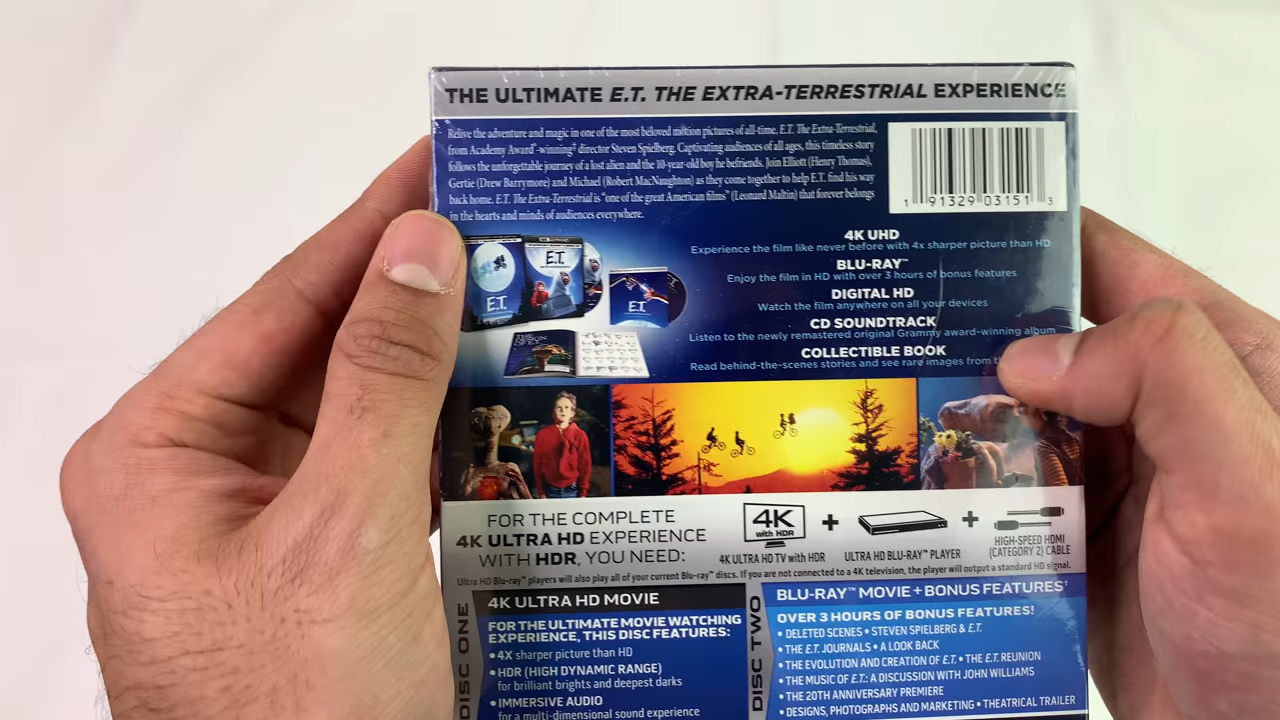 THE ULTIMATE E.T. THE EXTRA-TERRESTRIAL EXPERIENCE
Relive the adventure and magic in one of the most beloved motion pictures of all-time, E.T. The Extra-Terrestrial,
from Academy Award®-winning‡ director Steven Spielberg. Captivating audiences of all ages, this timeless story
follows the unforgettable journey of a lost alien and the 10-year-old boy he befriends. Join Elliott (Henry Thomas),
Gertie (Drew Barrymore) and Michael (Robert MacNaughton) as they come together to help E.T. find his way
back home. E.T. The Extra-Terrestrial is "one of the great American films" (Leonard Maltin) that forever belongs
in the hearts and minds of audiences everywhere.
1 91329 03151 3
4K UHD
Experience the film like never before with 4x sharper picture than HD
BLU-RAY™
Enjoy the film in HD with over 3 hours of bonus features
DIGITAL HD
Watch the film anywhere on all your devices
CD SOUNDTRACK
Listen to the newly remastered original Grammy award-winning album
COLLECTIBLE BOOK
Read behind-the-scenes stories and see rare images from
E.T.
E.T.
E.T.
FOR THE COMPLETE
4K ULTRA HD EXPERIENCE
WITH HDR, YOU NEED:
4K
with HDR
4K ULTRA HD TV with HDR
+
ULTRA HD BLU-RAY™ PLAYER
+
HIGH-SPEED HDMI
(CATEGORY 2) CABLE
Ultra HD Blu-ray™ players will also play all of your current Blu-ray™ discs. If you are not connected to a 4K television, the player will output a standard HD signal.
DISC ONE
4K ULTRA HD MOVIE
FOR THE ULTIMATE MOVIE WATCHING
EXPERIENCE, THIS DISC FEATURES:
• 4X sharper picture than HD
• HDR (HIGH DYNAMIC RANGE)
for brilliant brights and deepest darks
• IMMERSIVE AUDIO
for a multi-dimensional sound experience
DISC TWO
BLU-RAY™ MOVIE + BONUS FEATURES†
OVER 3 HOURS OF BONUS FEATURES!
• DELETED SCENES • STEVEN SPIELBERG & E.T.
• THE E.T. JOURNALS • A LOOK BACK
• THE EVOLUTION AND CREATION OF E.T. • THE E.T. REUNION
• THE MUSIC OF E.T.: A DISCUSSION WITH JOHN WILLIAMS
• THE 20TH ANNIVERSARY PREMIERE
• DESIGNS, PHOTOGRAPHS AND MARKETING • THEATRICAL TRAILER